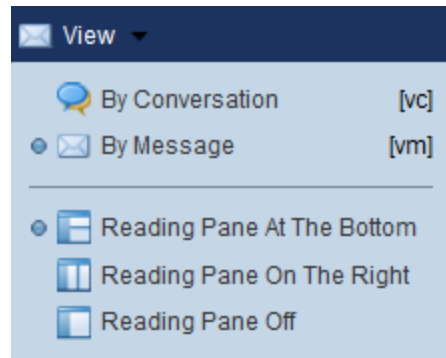 View
By Conversation [vc]
By Message [vm]
Reading Pane At The Bottom
Reading Pane On The Right
Reading Pane Off